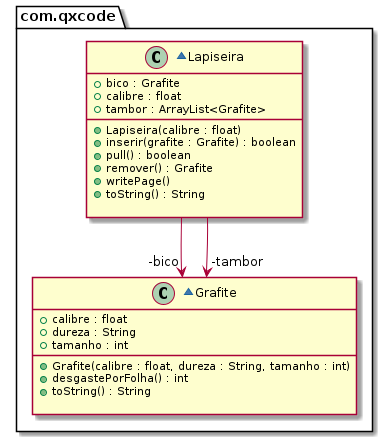 com.qxcode
C Lapiseira
bico : Grafite
calibre : float
tambor : ArrayList<Grafite>
Lapiseira(calibre : float)
inserir(grafite : Grafite) : boolean
pull() : boolean
remover() : Grafite
writePage()
toString() : String
-bico
-tambor
C Grafite
calibre : float
dureza : String
tamanho : int
Grafite(calibre : float, dureza : String, tamanho : int)
desgastePorFolha() : int
toString() : String